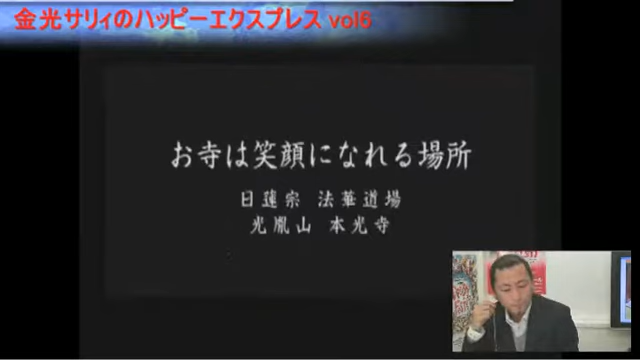 金光サリィのハッピーエクスプレス vol6
お寺は笑顔になれる場所
日蓮宗 法華道場
光胤山 本光寺